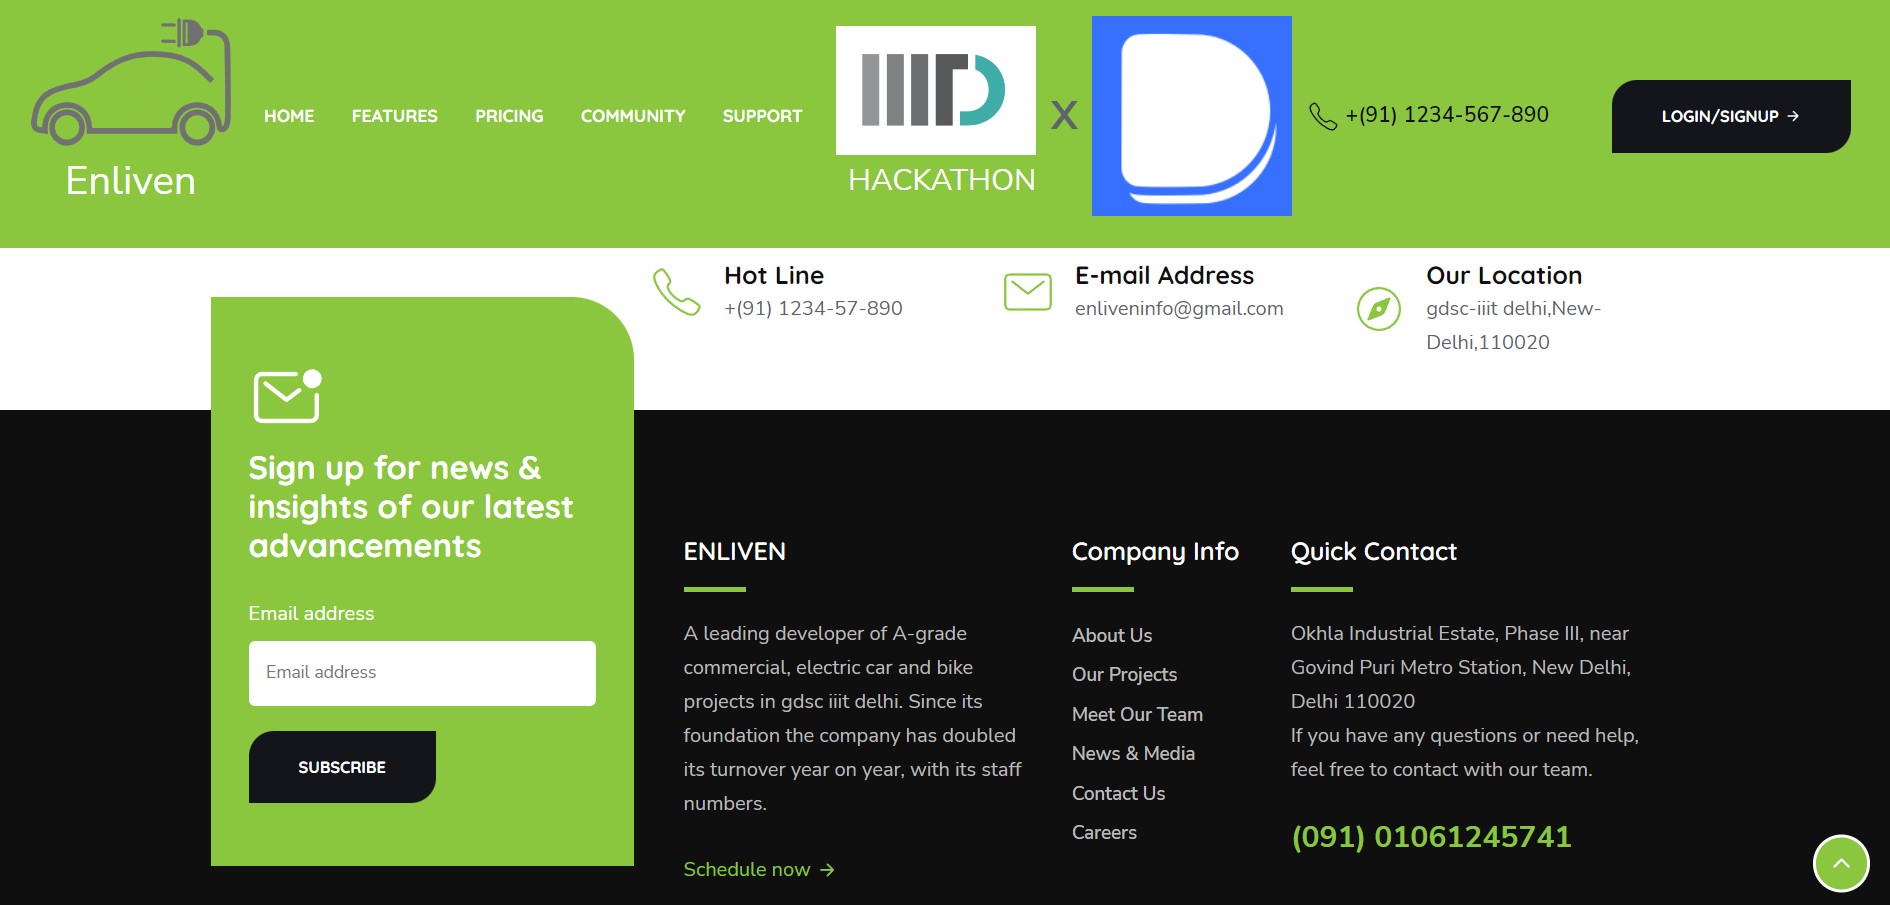 Enliven
HOME
FEATURES
PRICING
COMMUNITY
SUPPORT
IIITD
HACKATHON
X
D
+(91) 1234-567-890
LOGIN/SIGNUP →
Hot Line
+(91) 1234-57-890
E-mail Address
enliveninfo@gmail.com
Our Location
gdsc-iiit delhi,New-
Delhi,110020
Sign up for news &
insights of our latest
advancements
Email address
Email address
SUBSCRIBE
ENLIVEN
A leading developer of A-grade
commercial, electric car and bike
projects in gdsc iiit delhi. Since its
foundation the company has doubled
its turnover year on year, with its staff
numbers.
Schedule now →
Company Info
About Us
Our Projects
Meet Our Team
News & Media
Contact Us
Careers
Quick Contact
Okhla Industrial Estate, Phase III, near
Govind Puri Metro Station, New Delhi,
Delhi 110020
If you have any questions or need help,
feel free to contact with our team.
(091) 01061245741